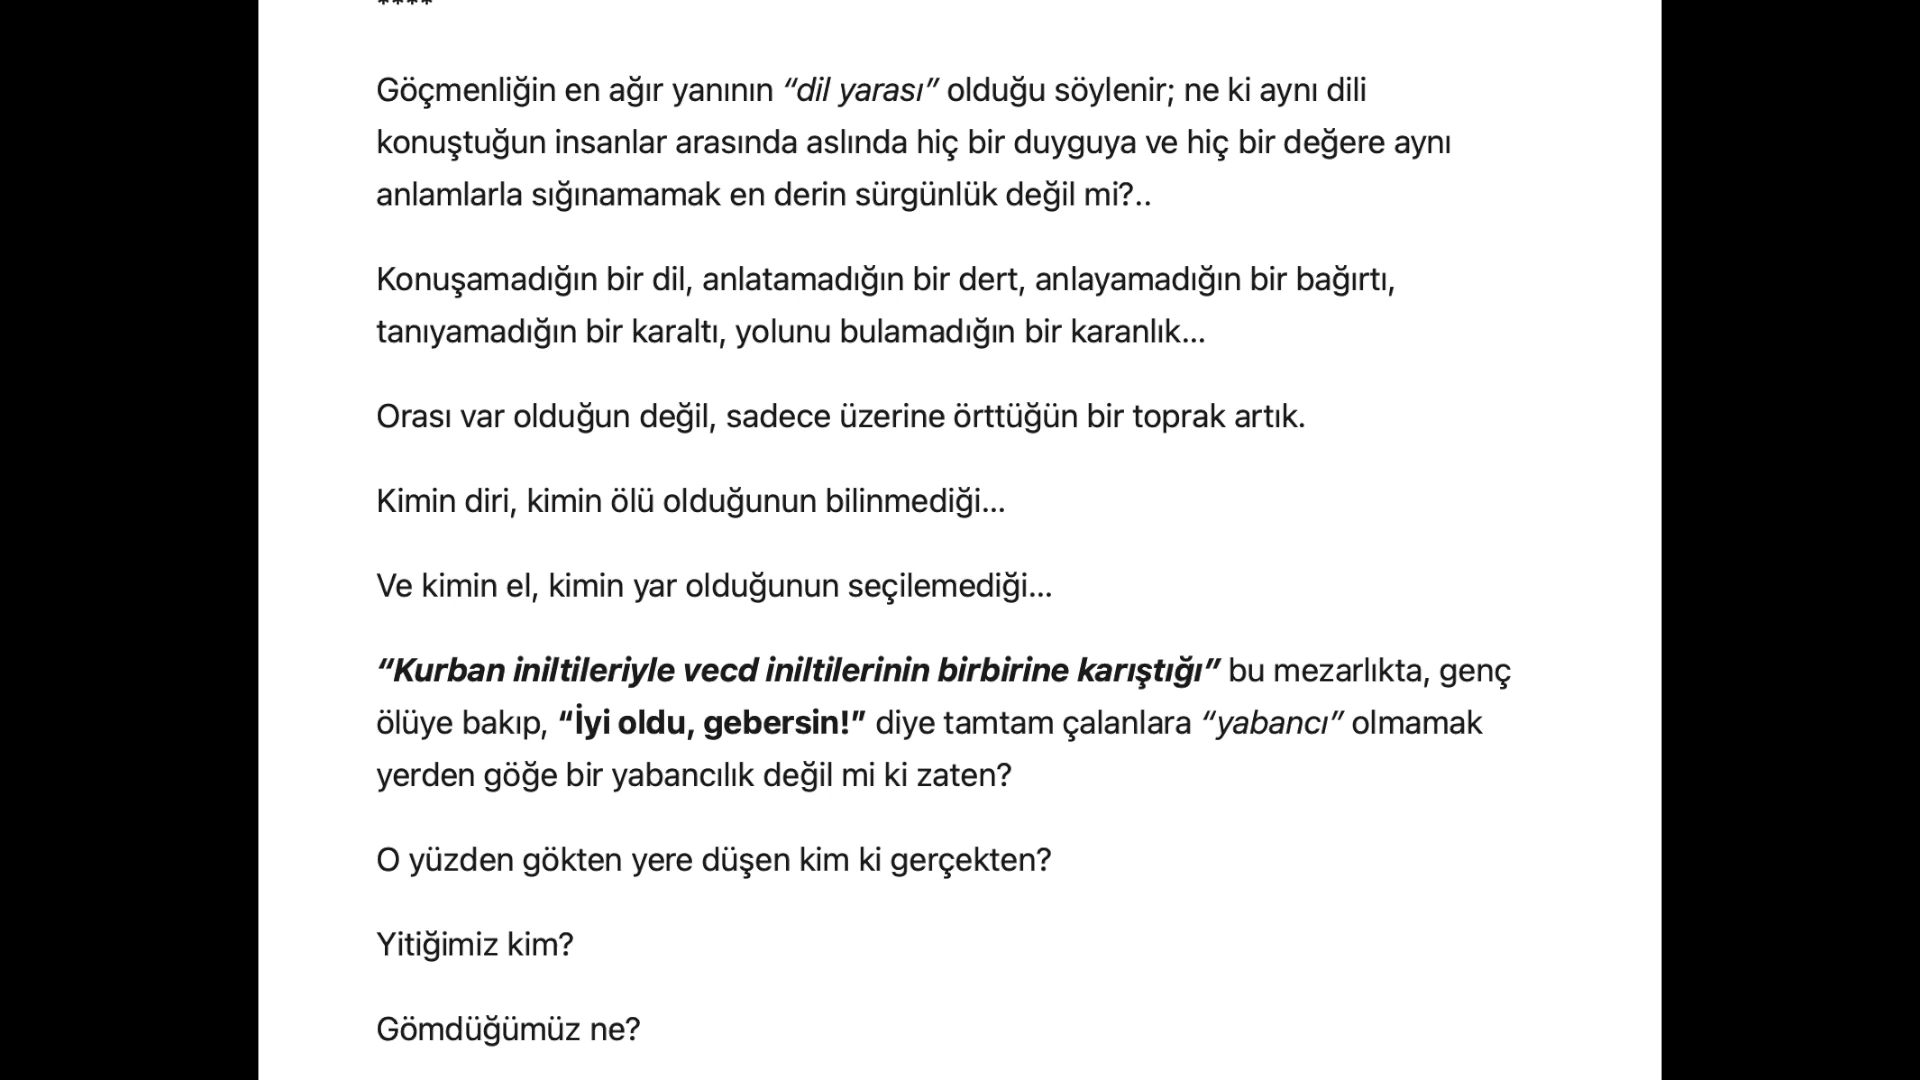 ****
Göçmenliğin en ağır yanının “dil yarası” olduğu söylenir; ne ki aynı dili
konuştuğun insanlar arasında aslında hiç bir duyguya ve hiç bir değere aynı
anlamlarla sığınamamak en derin sürgünlük değil mi?..
Konuşamadığın bir dil, anlatamadığın bir dert, anlayamadığın bir bağırtı,
tanıyamadığın bir karaltı, yolunu bulamadığın bir karanlık...
Orası var olduğun değil, sadece üzerine örttüğün bir toprak artık.
Kimin diri, kimin ölü olduğunun bilinmediği...
Ve kimin el, kimin yar olduğunun seçilemediği...
“Kurban iniltileriyle vecd iniltilerinin birbirine karıştığı” bu mezarlıkta, genç
ölüye bakıp, “İyi oldu, gebersin!” diye tamtam çalanlara “yabancı” olmamak
yerden göğe bir yabancılık değil mi ki zaten?
O yüzden gökten yere düşen kim ki gerçekten?
Yitiğimiz kim?
Gömdüğümüz ne?